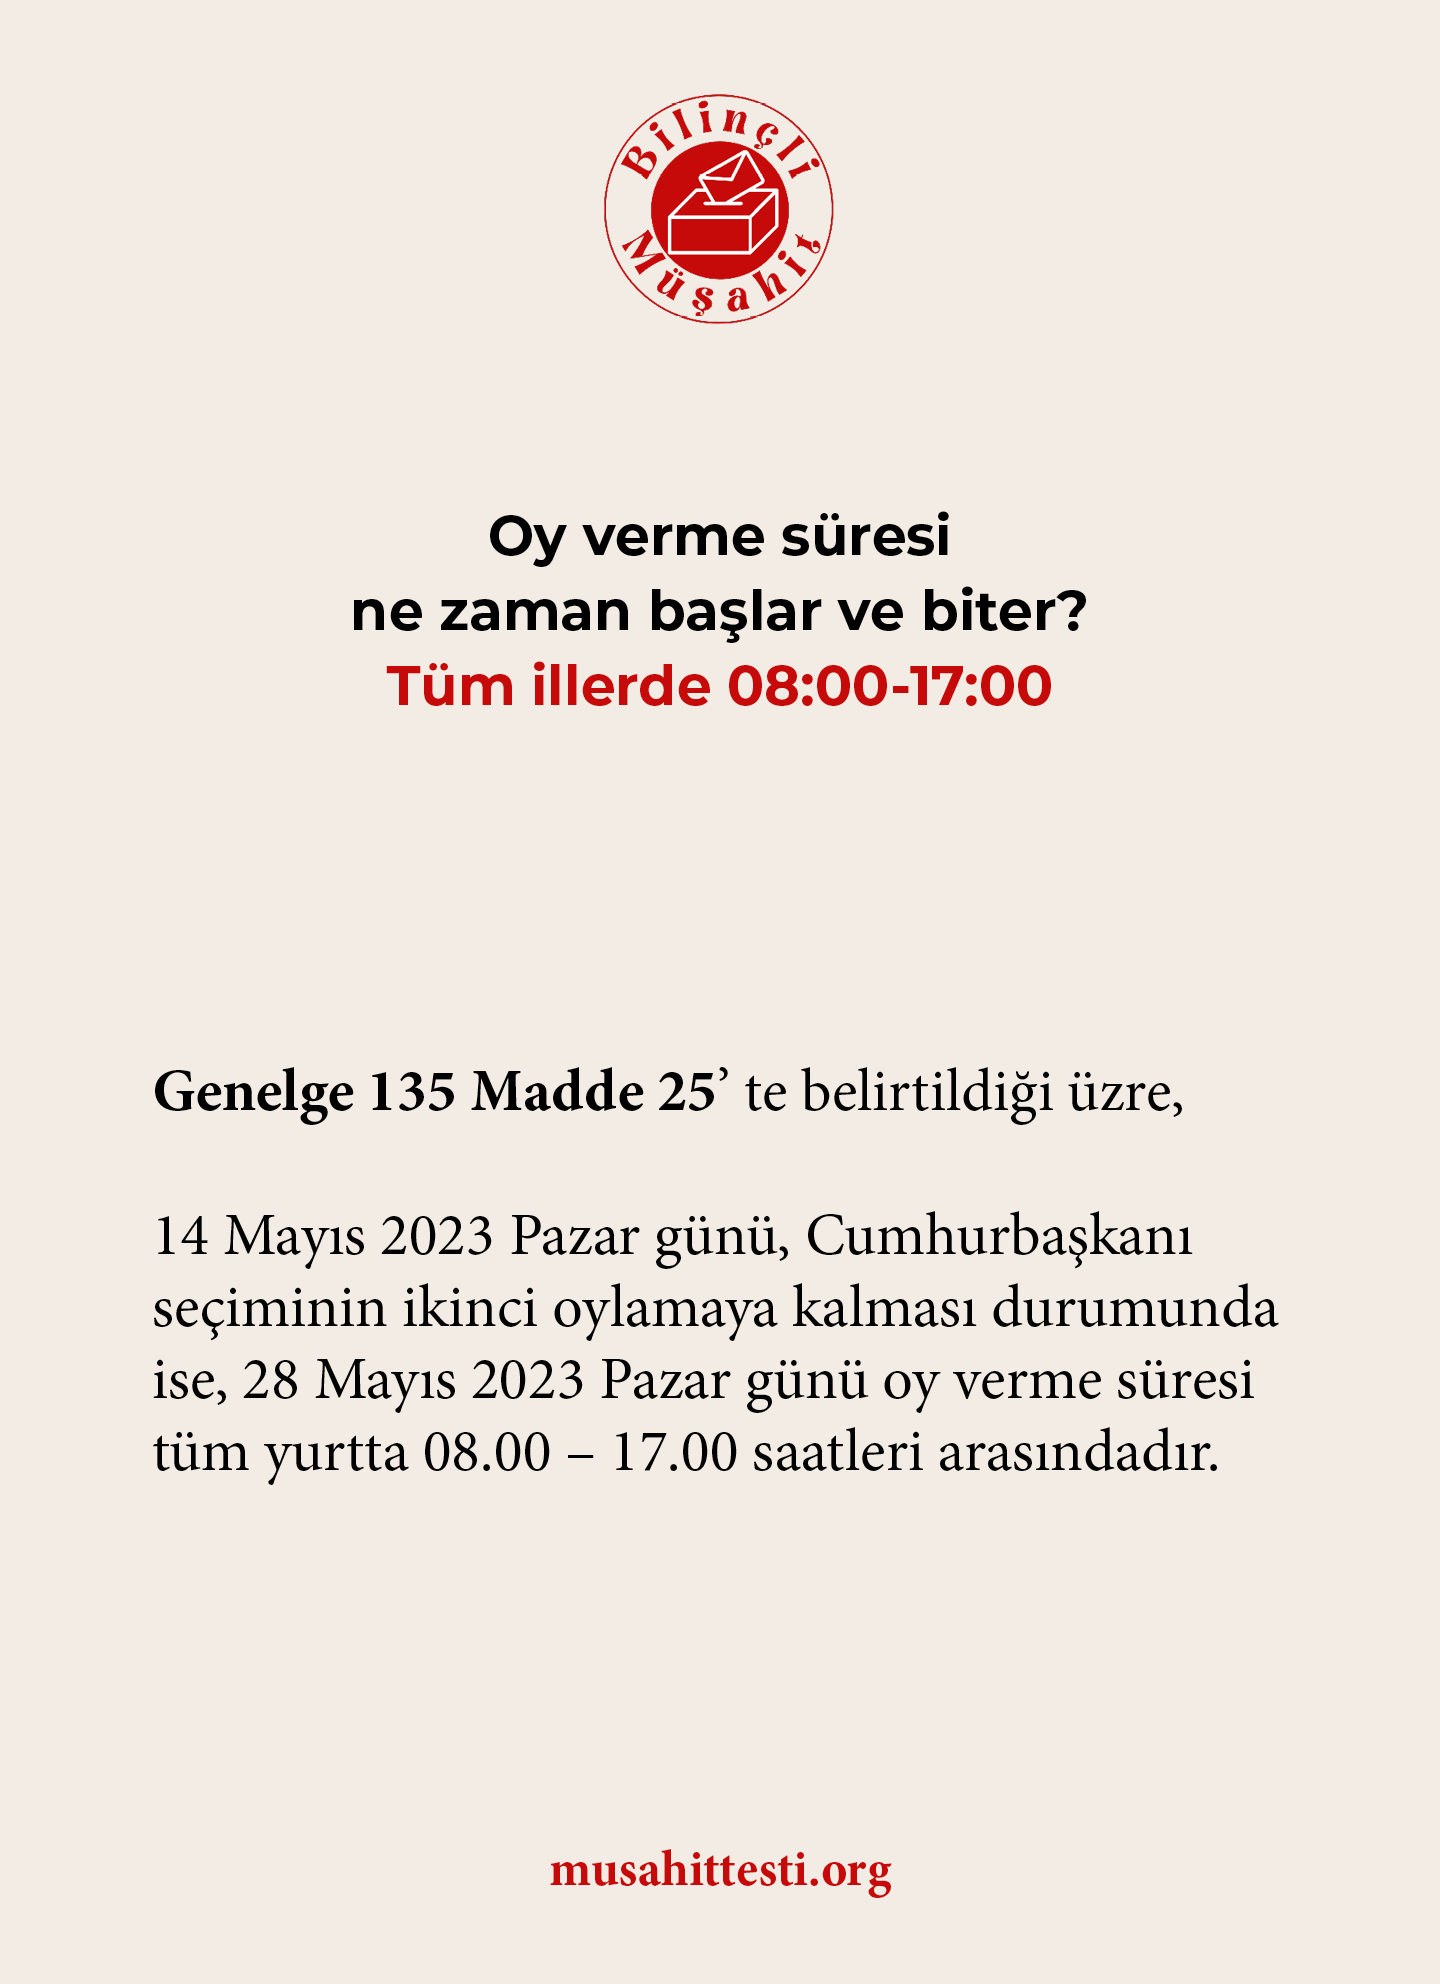 Bilinçli
Müşahit
Oy verme süresi
ne zaman başlar ve biter?
Tüm illerde 08:00-17:00
Genelge 135 Madde 25’ te belirtildiği üzre,
14 Mayıs 2023 Pazar günü, Cumhurbaşkanı
seçiminin ikinci oylamaya kalması durumunda
ise, 28 Mayıs 2023 Pazar günü oy verme süresi
tüm yurtta 08.00 – 17.00 saatleri arasındadır.
musahittesti.org